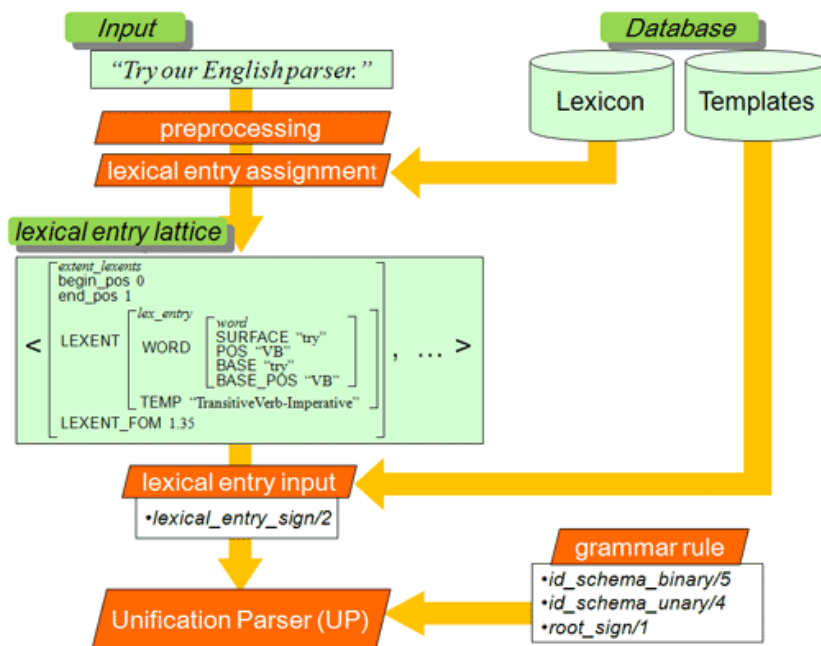 Input
Database
“Try our English parser.”
Lexicon
Templates
preprocessing
lexical entry assignment
lexical entry lattice
extent_lexents
begin_pos 0
end_pos 1
lex_entry
word
SURFACE “try”
< LEXENT WORD POS “VB” , ... >
BASE “try”
BASE_POS “VB”
TEMP “TransitiveVerb-Imperative”
LEXENT_FOM 1.35
lexical entry input
•lexical_entry_sign/2
grammar rule
•id_schema_binary/5
•id_schema_unary/4
•root_sign/1
Unification Parser (UP)